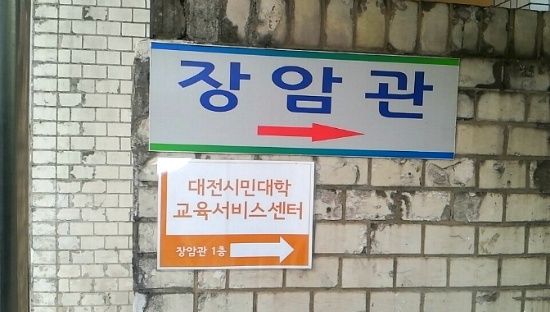 장암관
대전시민대학
교육서비스센터
장암관 1층